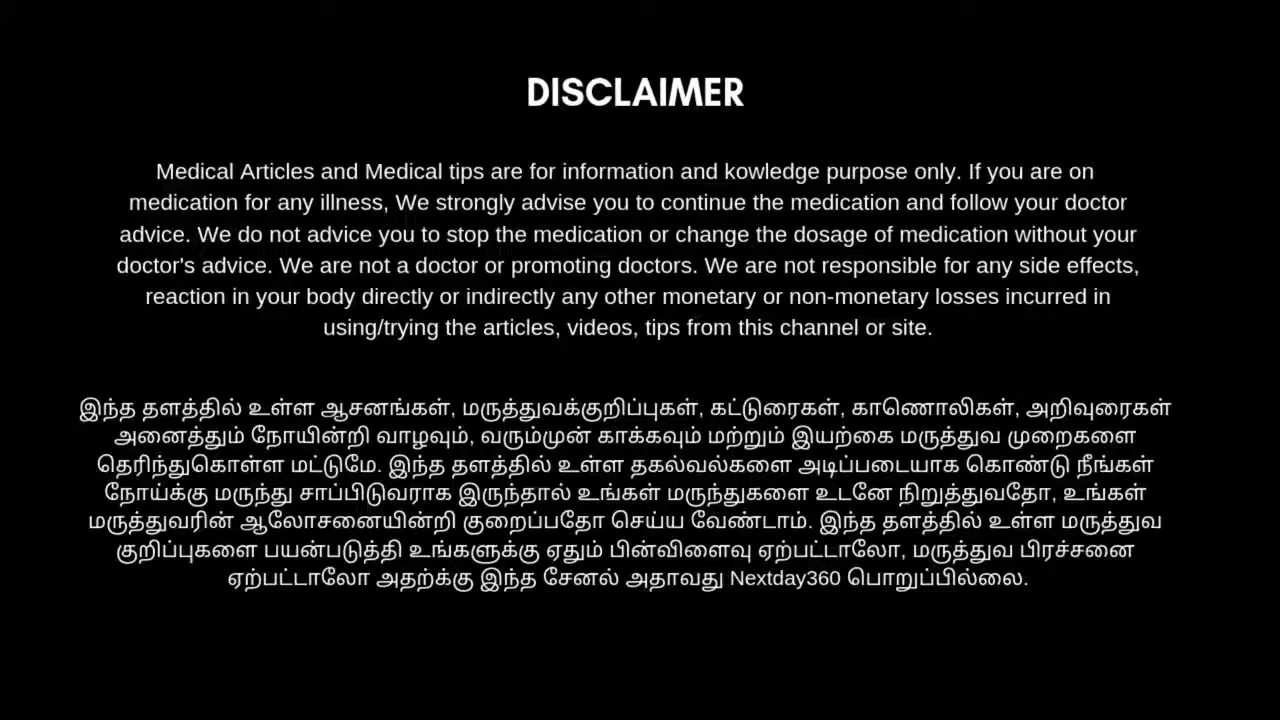 DISCLAIMER
Medical Articles and Medical tips are for information and kowledge purpose only. If you are on
medication for any illness, We strongly advise you to continue the medication and follow your doctor
advice. We do not advice you to stop the medication or change the dosage of medication without your
doctor's advice. We are not a doctor or promoting doctors. We are not responsible for any side effects,
reaction in your body directly or indirectly any other monetary or non-monetary losses incurred in
using/trying the articles, videos, tips from this channel or site.
இந்த தளத்தில் உள்ள ஆசனங்கள், மருத்துவக்குறிப்புகள், கட்டுரைகள், காணொலிகள், அறிவுரைகள்
அனைத்தும் நோயின்றி வாழவும், வரும்முன் காக்கவும் மற்றும் இயற்கை மருத்துவ முறைகளை
தெரிந்துகொள்ள மட்டுமே. இந்த தளத்தில் உள்ள தகல்வல்களை அடிப்படையாக கொண்டு நீங்கள்
நோய்க்கு மருந்து சாப்பிடுவராக இருந்தால் உங்கள் மருந்துகளை உடனே நிறுத்துவதோ, உங்கள்
மருத்துவரின் ஆலோசனையின்றி குறைப்பதோ செய்ய வேண்டாம். இந்த தளத்தில் உள்ள மருத்துவ
குறிப்புகளை பயன்படுத்தி உங்களுக்கு ஏதும் பின்விளைவு ஏற்பட்டாலோ, மருத்துவ பிரச்சனை
ஏற்பட்டாலோ அதற்க்கு இந்த சேனல் அதாவது Nextday360 பொறுப்பில்லை.